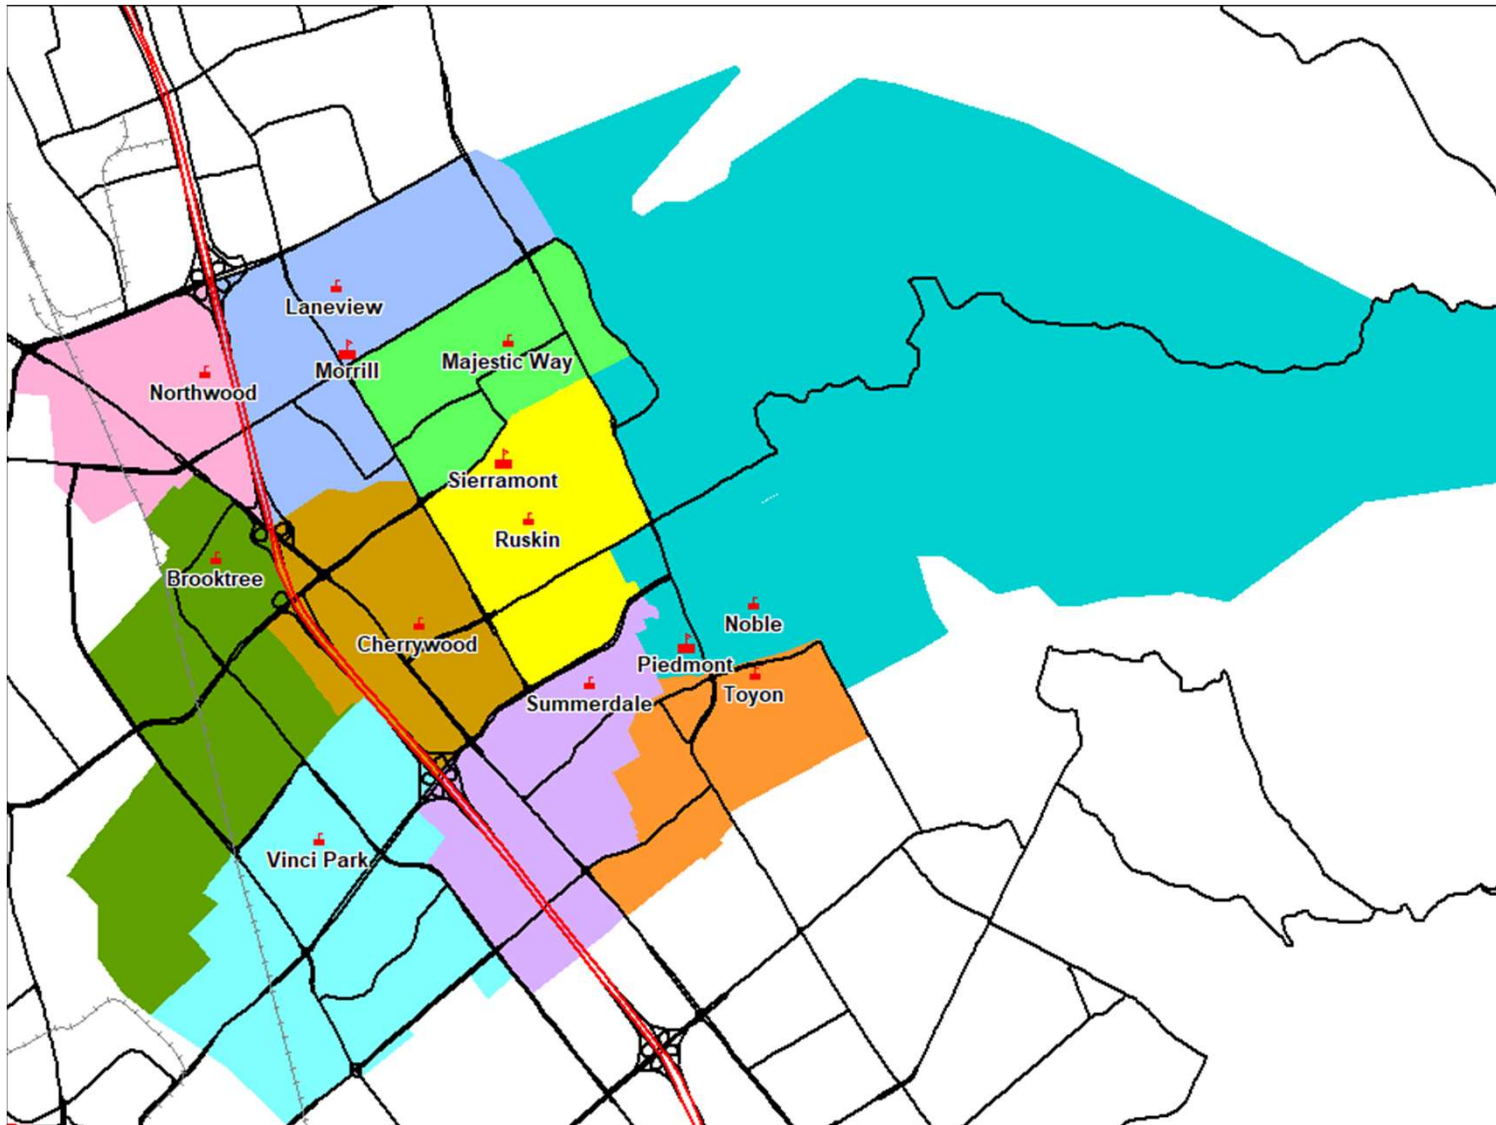 Laneview
Majestic Way
Morrill
Northwood
Sierramont
Ruskin
Brooktree
Noble
Cherrywood
Piedmont
Toyon
Summerdale
Vinci Park